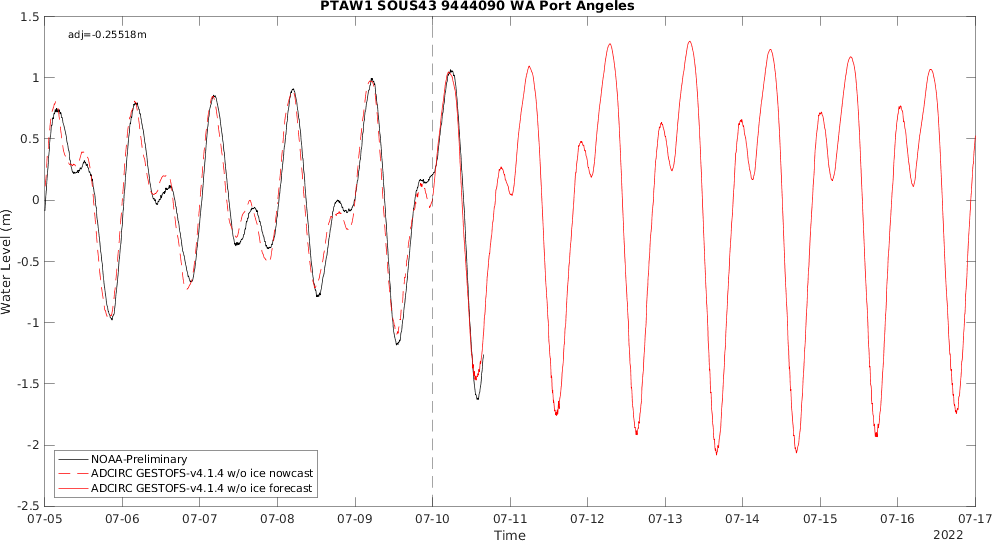 PTAW1 SOUS43 9444090 WA Port Angeles
adj=-0.25518m
1.5
1
0.5
0
-0.5
-1
-1.5
-2
-2.5
Water Level (m)
NOAA-Preliminary
ADCIRC GESTOFS-v4.1.4 w/o ice nowcast
ADCIRC GESTOFS-v4.1.4 w/o ice forecast
07-05 07-06 07-07 07-08 07-09 07-10 07-11 07-12 07-13 07-14 07-15 07-16 07-17
Time
2022